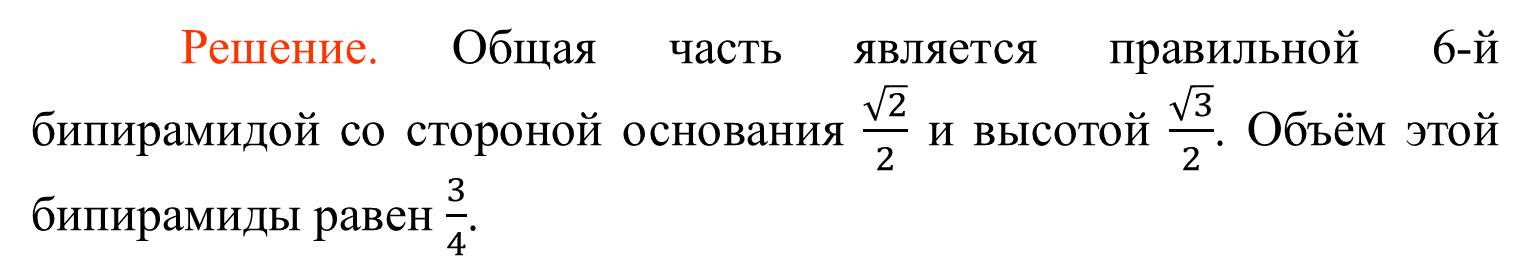 Решение. Общая часть является правильной 6-й
бипирамидой со стороной основания √2/2 и высотой √3/2. Объём этой
бипирамиды равен 3/4.